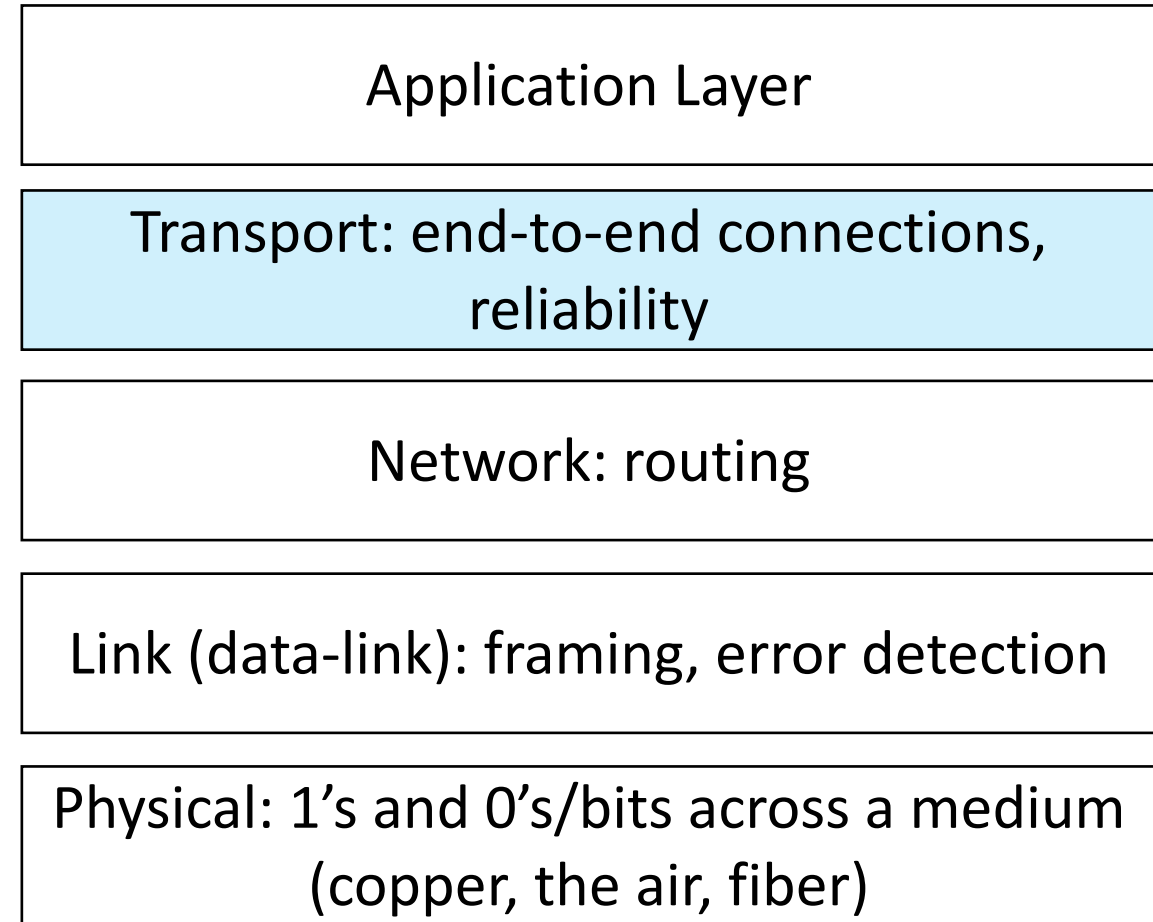 Application Layer
Transport: end-to-end connections,
reliability
Network: routing
Link (data-link): framing, error detection
Physical: 1’s and 0’s/bits across a medium
(copper, the air, fiber)